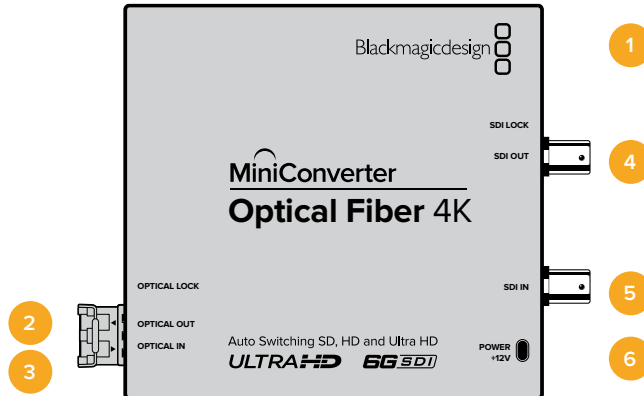 Blackmagicdesign
1
SDI LOCK
SDI OUT
4
MiniConverter
Optical Fiber 4K
OPTICAL LOCK
SDI IN
5
2
OPTICAL OUT
OPTICAL IN
3
Auto Switching SD, HD and Ultra HD
ULTRAHD 6G SDI
POWER
+12V
6